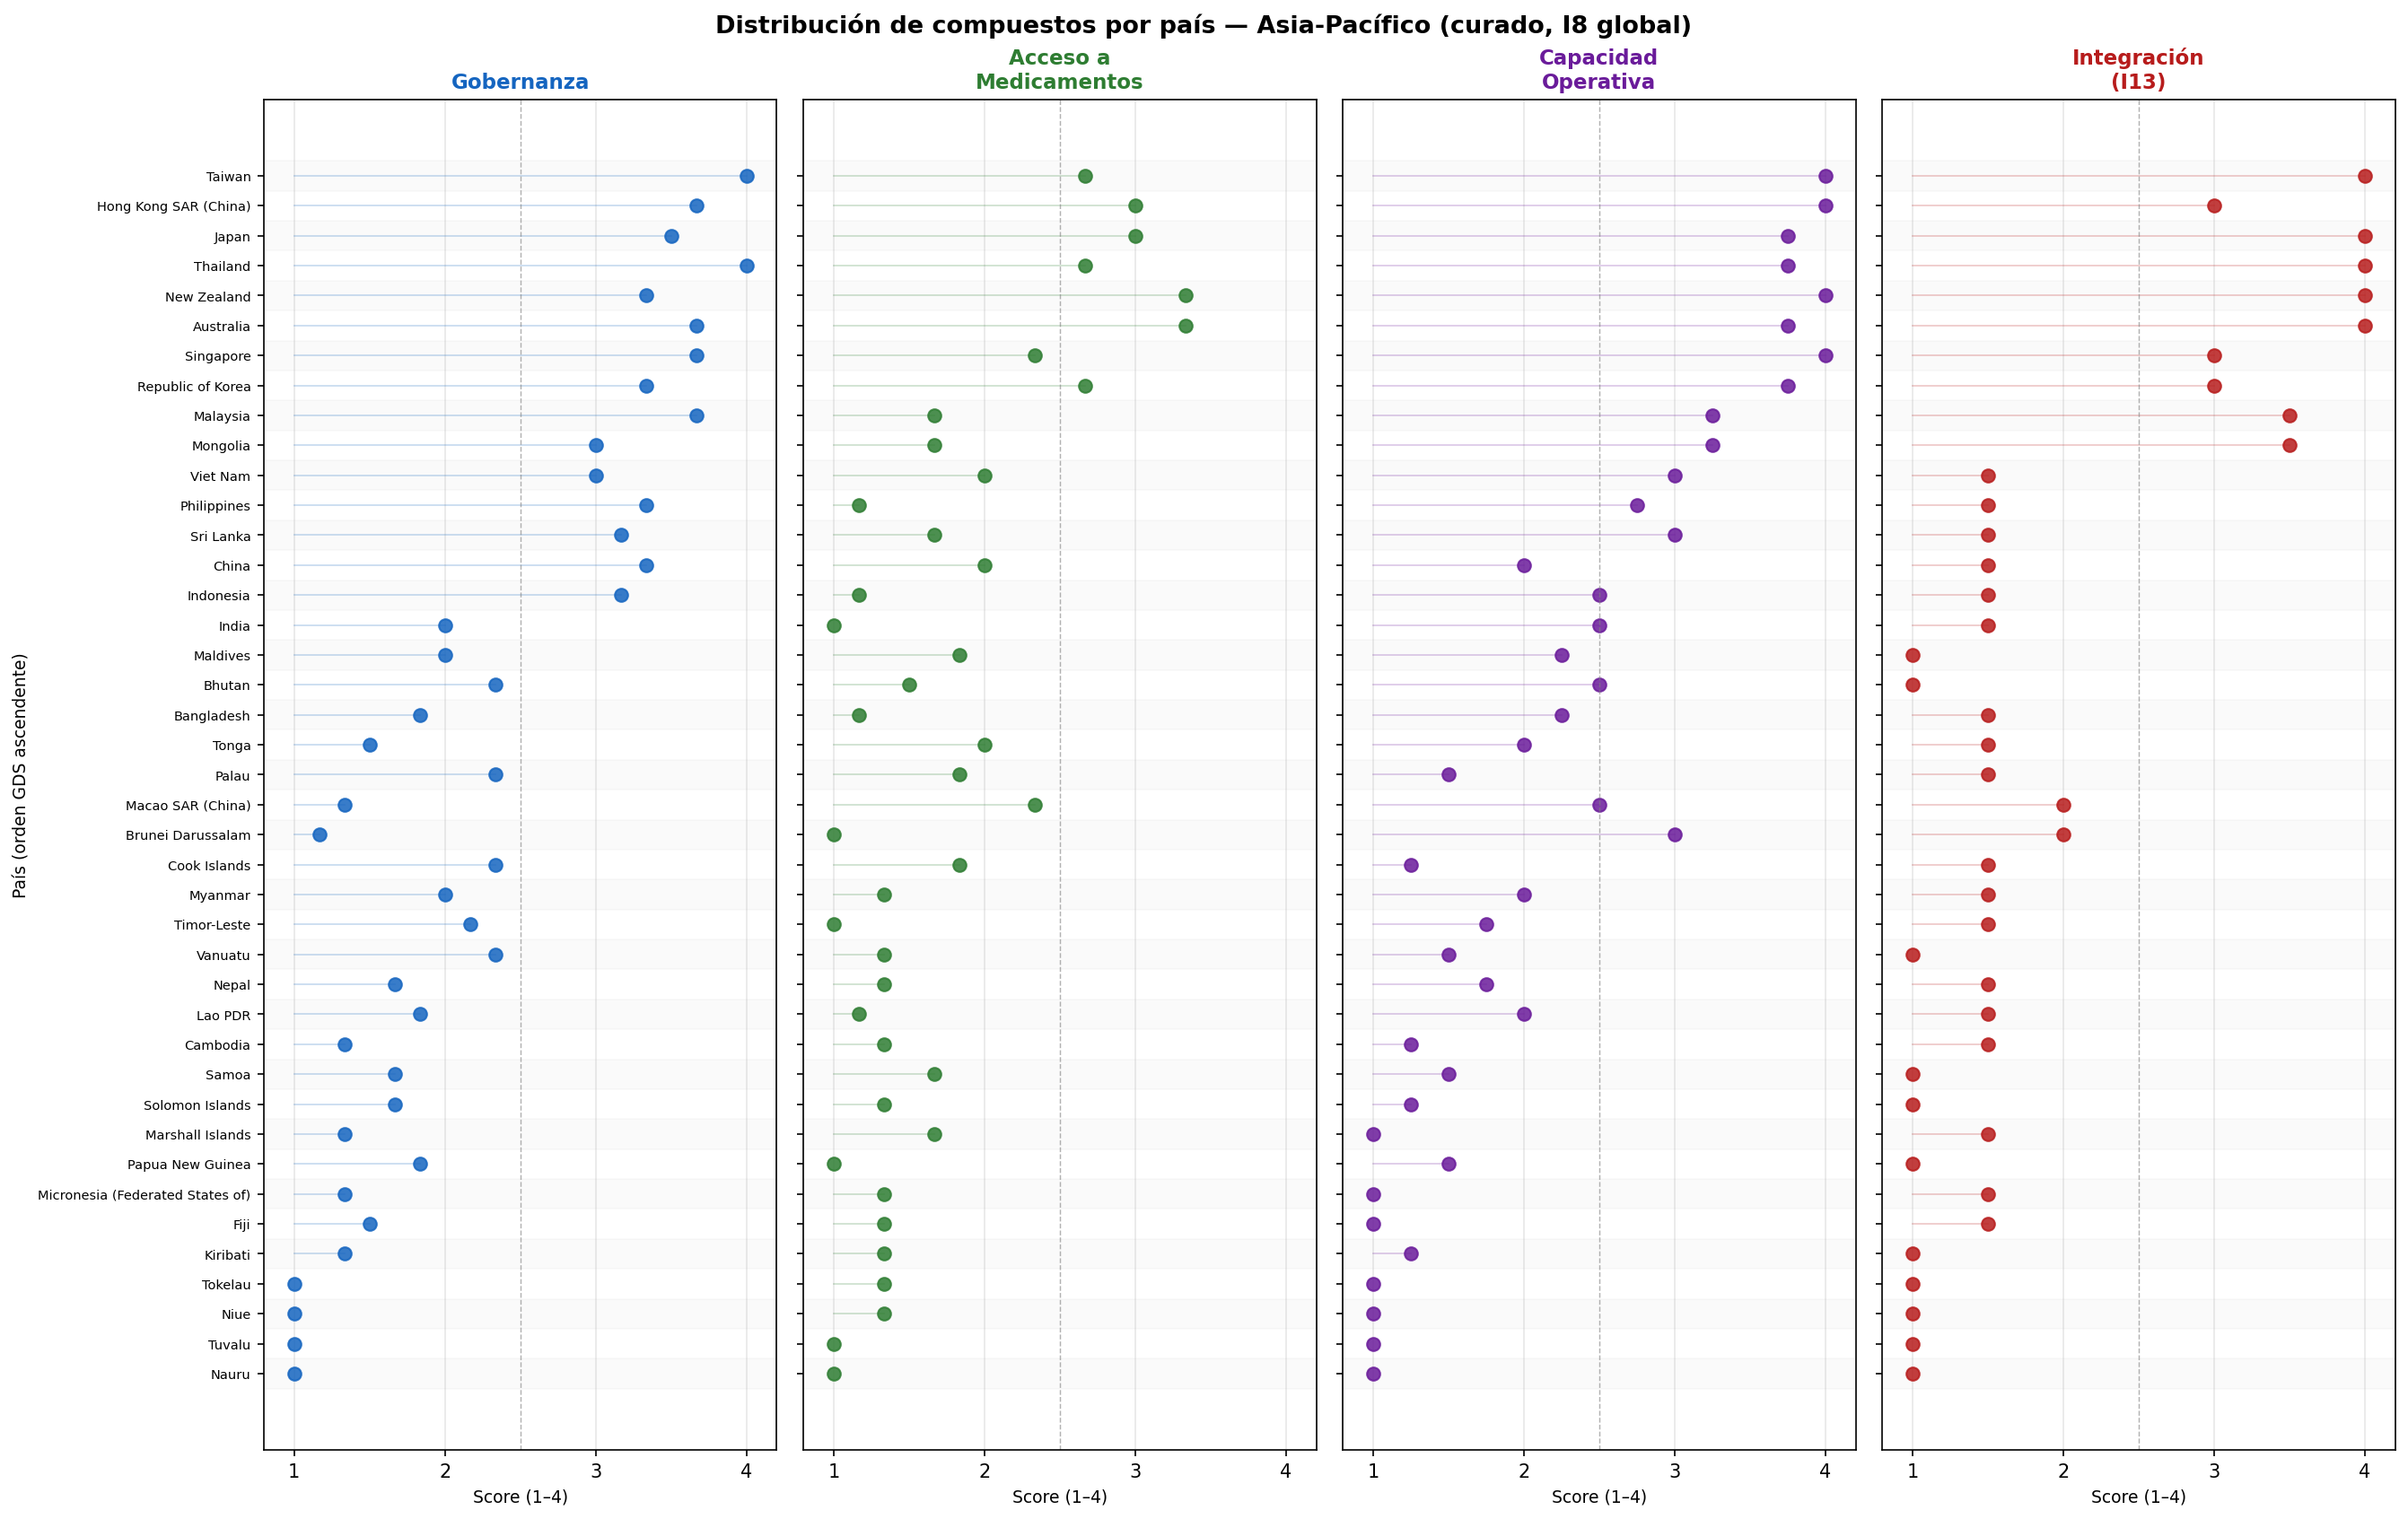 Distribución de compuestos por país — Asia-Pacífico (curado, I8 global)
Gobernanza
Acceso a
Medicamentos
Capacidad
Operativa
Integración
(I13)
País (orden GDS ascendente)
Taiwan
Hong Kong SAR (China)
Japan
Thailand
New Zealand
Australia
Singapore
Republic of Korea
Malaysia
Mongolia
Viet Nam
Philippines
Sri Lanka
China
Indonesia
India
Maldives
Bhutan
Bangladesh
Tonga
Palau
Macao SAR (China)
Brunei Darussalam
Cook Islands
Myanmar
Timor-Leste
Vanuatu
Nepal
Lao PDR
Cambodia
Samoa
Solomon Islands
Marshall Islands
Papua New Guinea
Micronesia (Federated States of)
Fiji
Kiribati
Tokelau
Niue
Tuvalu
Nauru
1 2 3 4
Score (1–4)
1 2 3 4
Score (1–4)
1 2 3 4
Score (1–4)
1 2 3 4
Score (1–4)